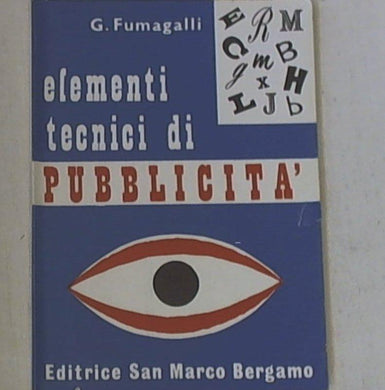 G. Fumagalli
E R M
C m B
g x H
L J b
elementi
tecnici di
PUBBLICITA'
Editrice San Marco Bergamo